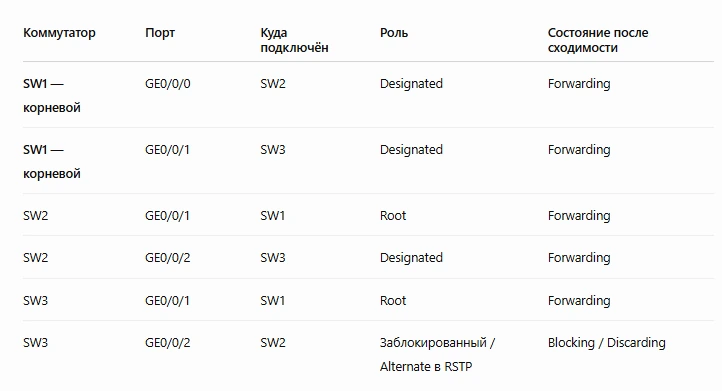 Коммутатор Порт Куда подключён Роль Состояние после сходимости
SW1 — корневой GE0/0/0 SW2 Designated Forwarding
SW1 — корневой GE0/0/1 SW3 Designated Forwarding
SW2 GE0/0/1 SW1 Root Forwarding
SW2 GE0/0/2 SW3 Designated Forwarding
SW3 GE0/0/1 SW1 Root Forwarding
SW3 GE0/0/2 SW2 Заблокированный / Alternate в RSTP Blocking / Discarding